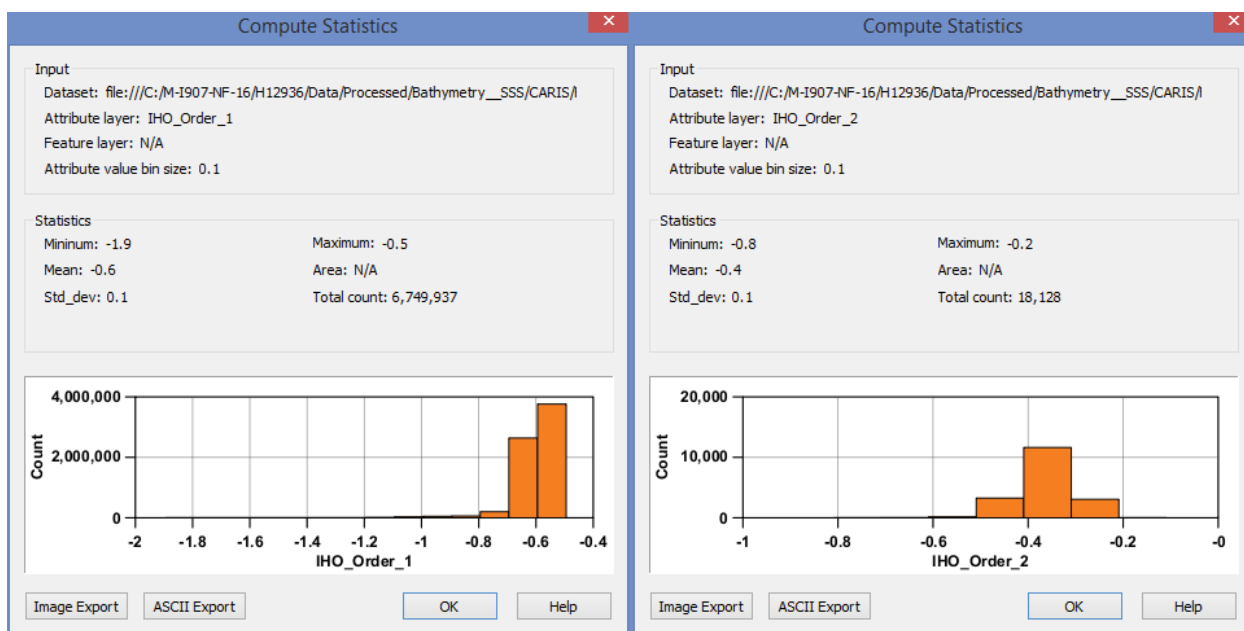 Compute Statistics
Input
Dataset: file:///C:/M-I907-NF-16/H12936/Data/Processed/Bathymetry__SSS/CARIS/I
Attribute layer: IHO_Order_1
Feature layer: N/A
Attribute value bin size: 0.1
Statistics
Mininum: -1.9 Maximum: -0.5
Mean: -0.6 Area: N/A
Std_dev: 0.1 Total count: 6,749,937
4,000,000
2,000,000
0
Count
-2 -1.8 -1.6 -1.4 -1.2 -1 -0.8 -0.6 -0.4
IHO_Order_1
Image Export ASCII Export OK Help
Compute Statistics
Input
Dataset: file:///C:/M-I907-NF-16/H12936/Data/Processed/Bathymetry__SSS/CARIS/I
Attribute layer: IHO_Order_2
Feature layer: N/A
Attribute value bin size: 0.1
Statistics
Mininum: -0.8 Maximum: -0.2
Mean: -0.4 Area: N/A
Std_dev: 0.1 Total count: 18,128
20,000
10,000
0
Count
-1 -0.8 -0.6 -0.4 -0.2 -0
IHO_Order_2
Image Export ASCII Export OK Help